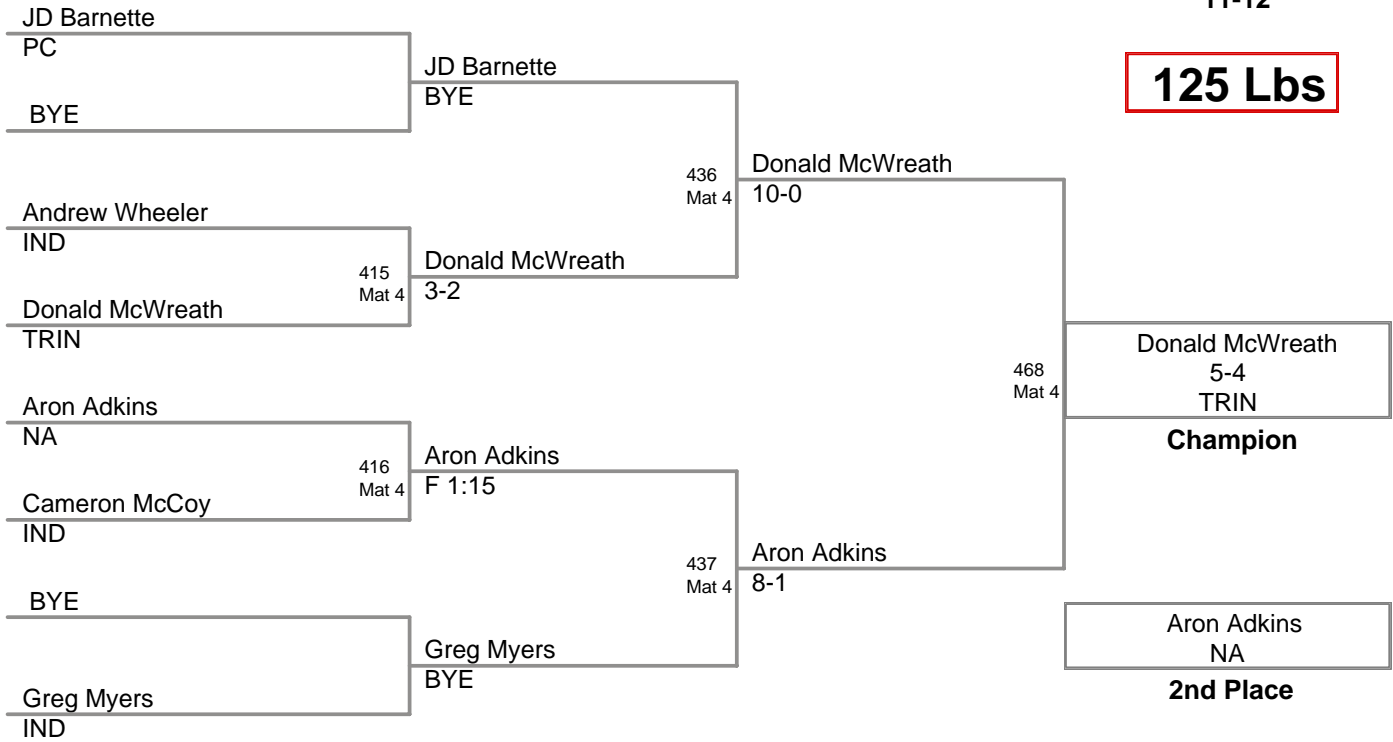 11-12
125 Lbs
JD Barnette
PC
BYE
Andrew Wheeler
IND
Donald McWreath
TRIN
Aron Adkins
NA
Cameron McCoy
IND
BYE
Greg Myers
IND
JD Barnette
BYE
415
Mat 4
Donald McWreath
3-2
416
Mat 4
Aron Adkins
F 1:15
Greg Myers
BYE
436
Mat 4
Donald McWreath
10-0
437
Mat 4
Aron Adkins
8-1
468
Mat 4
Donald McWreath
5-4
TRIN
Champion
Aron Adkins
NA
2nd Place